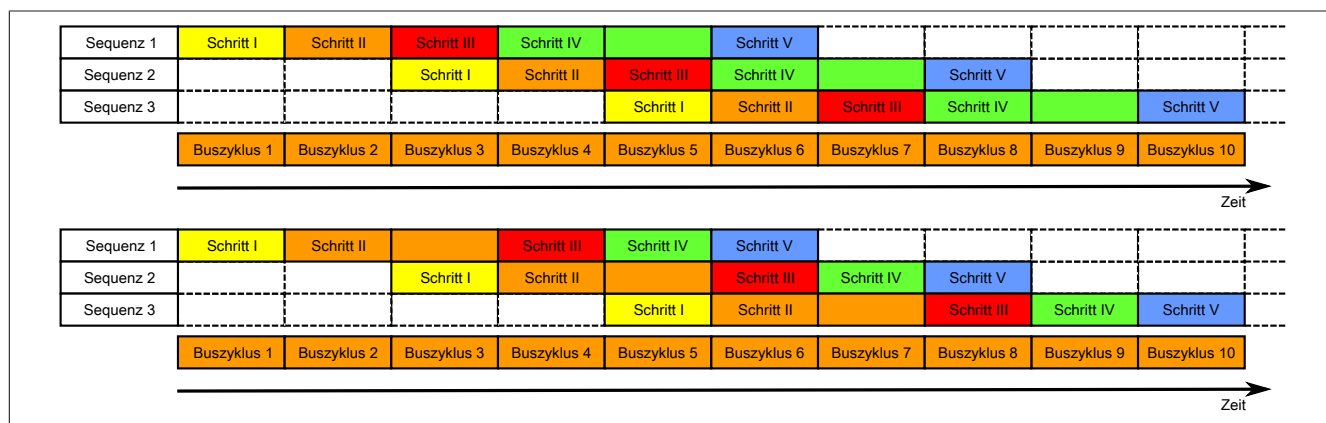 Sequenz 1 Schritt I Schritt II Schritt III Schritt IV Schritt V
Sequenz 2 Schritt I Schritt II Schritt III Schritt IV Schritt V
Sequenz 3 Schritt I Schritt II Schritt III Schritt IV Schritt V
Buszyklus 1 Buszyklus 2 Buszyklus 3 Buszyklus 4 Buszyklus 5 Buszyklus 6 Buszyklus 7 Buszyklus 8 Buszyklus 9 Buszyklus 10
Zeit
Sequenz 1 Schritt I Schritt II Schritt III Schritt IV Schritt V
Sequenz 2 Schritt I Schritt II Schritt III Schritt IV Schritt V
Sequenz 3 Schritt I Schritt II Schritt III Schritt IV Schritt V
Buszyklus 1 Buszyklus 2 Buszyklus 3 Buszyklus 4 Buszyklus 5 Buszyklus 6 Buszyklus 7 Buszyklus 8 Buszyklus 9 Buszyklus 10
Zeit